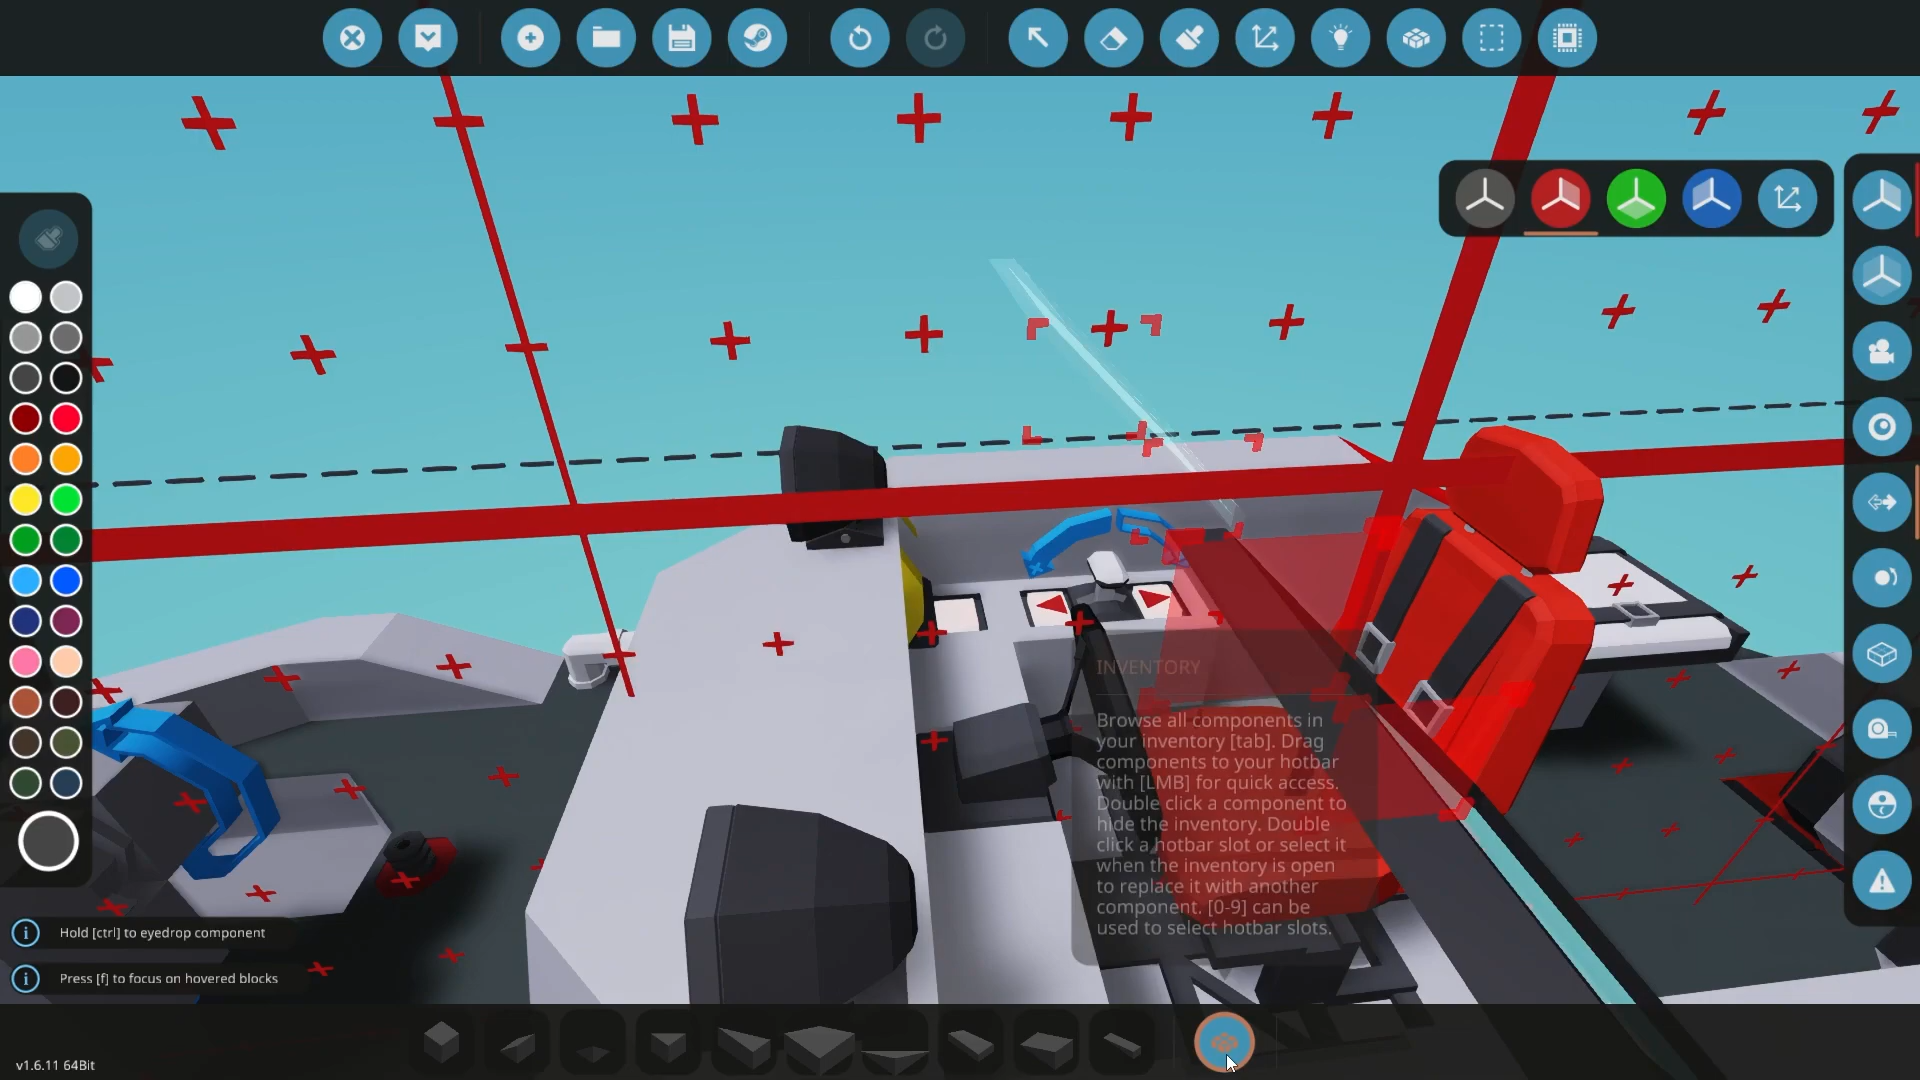 INVENTORY
Browse all components in
your inventory [tab]. Drag
components to your hotbar
with [LMB] for quick access.
Double click a component to
hide the inventory. Double
click a hotbar slot or select it
when the inventory is open
to replace it with another
component. [0-9] can be
used to select hotbar slots.
Hold [ctrl] to eyedrop component
Press [f] to focus on hovered blocks
v1.6.11 64Bit